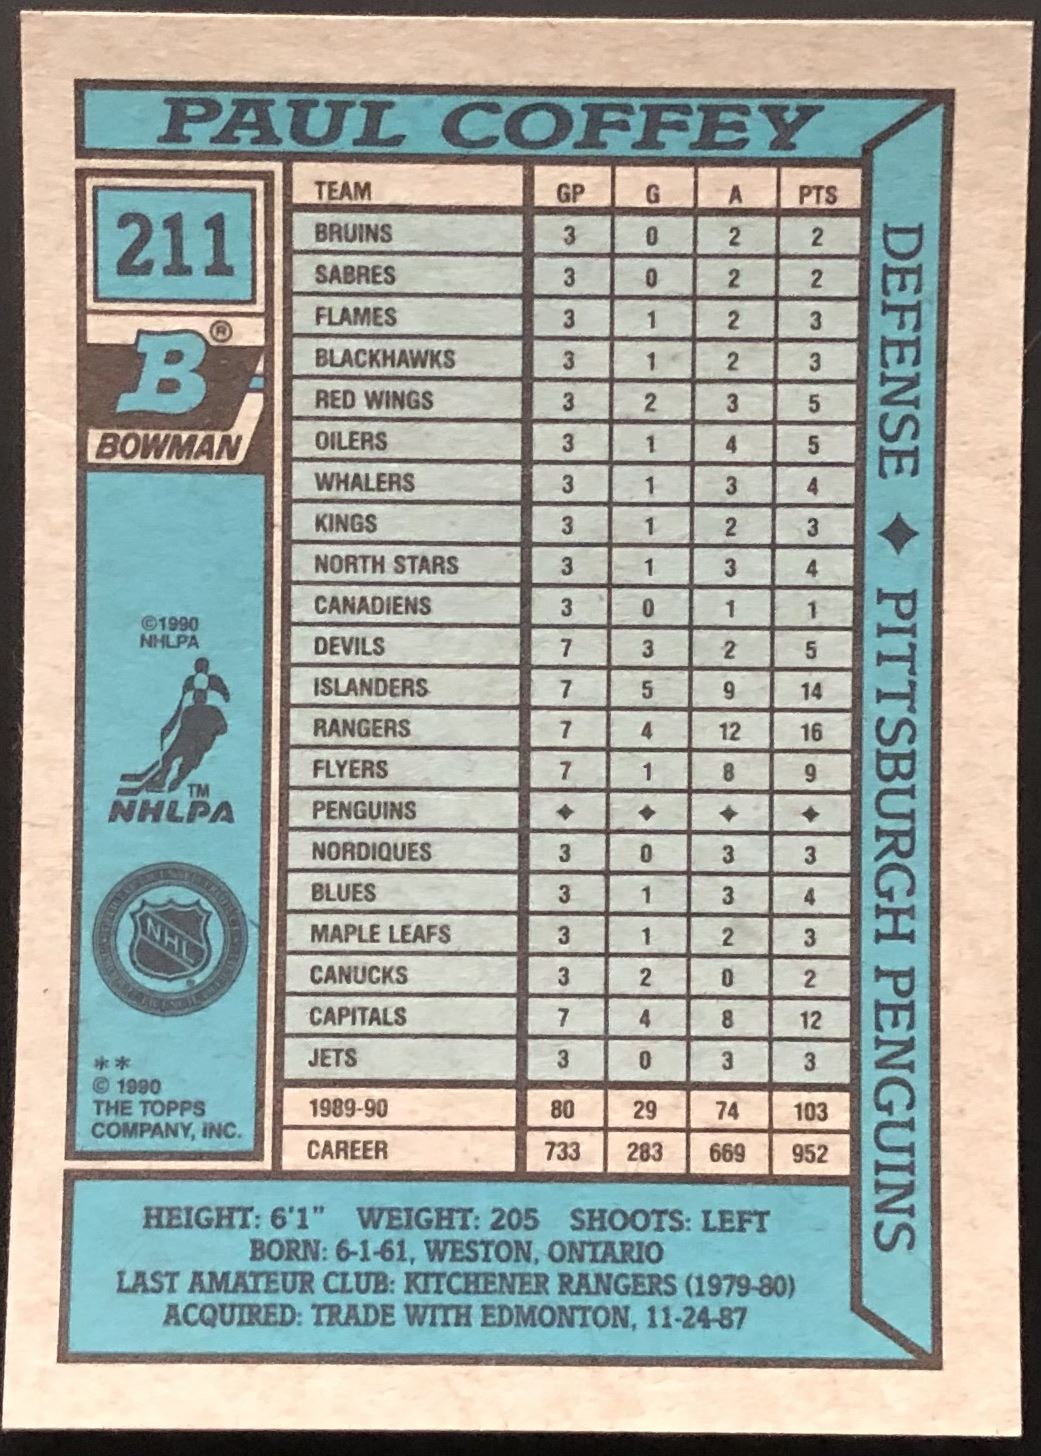 PAUL COFFEY
211
B®
BOWMAN
©1990
NHLPA
TM
NHLPA
NHL
**
© 1990
THE TOPPS
COMPANY, INC.
TEAM GP G A PTS
BRUINS 3 0 2 2
SABRES 3 0 2 2
FLAMES 3 1 2 3
BLACKHAWKS 3 1 2 3
RED WINGS 3 2 3 5
OILERS 3 1 4 5
WHALERS 3 1 3 4
KINGS 3 1 2 3
NORTH STARS 3 1 3 4
CANADIENS 3 0 1 1
DEVILS 7 3 2 5
ISLANDERS 7 5 9 14
RANGERS 7 4 12 16
FLYERS 7 1 8 9
PENGUINS ✦ ✦ ✦ ✦
NORDIQUES 3 0 3 3
BLUES 3 1 3 4
MAPLE LEAFS 3 1 2 3
CANUCKS 3 2 0 2
CAPITALS 7 4 8 12
JETS 3 0 3 3
1989-90 80 29 74 103
CAREER 733 283 669 952
DEFENSE ✦ PITTSBURGH PENGUINS
HEIGHT: 6'1" WEIGHT: 205 SHOOTS: LEFT
BORN: 6-1-61, WESTON, ONTARIO
LAST AMATEUR CLUB: KITCHENER RANGERS (1979-80)
ACQUIRED: TRADE WITH EDMONTON, 11-24-87